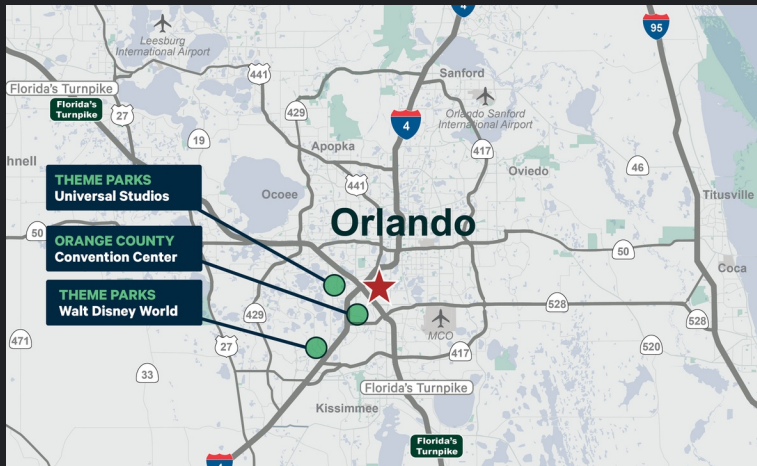 4
95
Leesburg
International Airport
441
Sanford
Florida's Turnpike
Florida's
Turnpike
27
429
4
Orlando Sanford
International Airport
19
Apopka
417
hnell
Oviedo
46
THEME PARKS
Universal Studios
441
Ocoee
Titusville
Orlando
50
ORANGE COUNTY
Convention Center
50
Coca
THEME PARKS
Walt Disney World
429
528
528
MCO
471
27
417
520
33
Florida's Turnpike
Kissimmee
Florida's
Turnpike